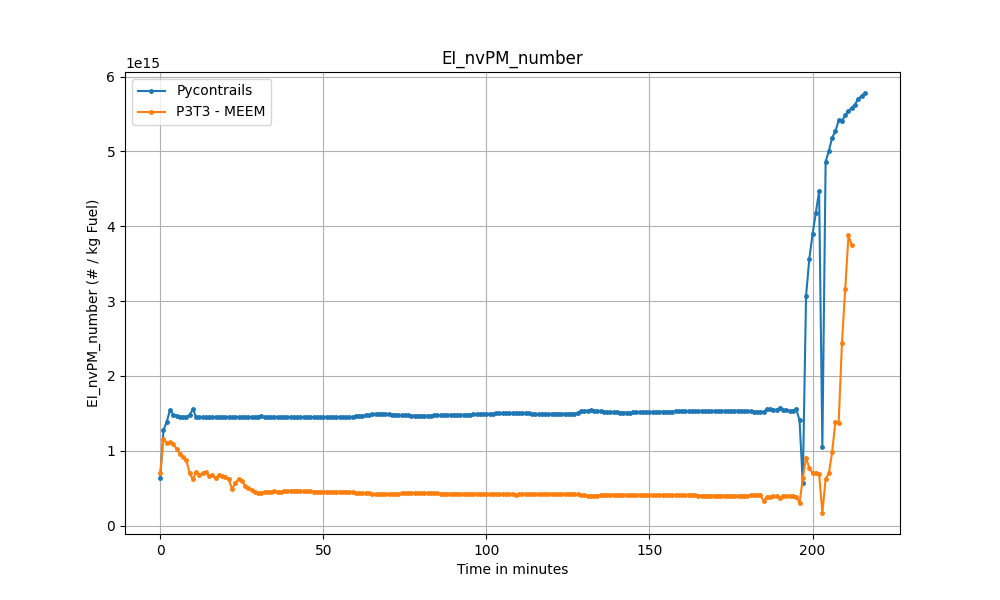 EI_nvPM_number
1e15
Pycontrails
P3T3 - MEEM
6
5
4
3
2
1
0
EI_nvPM_number (# / kg Fuel)
0
50
100
150
200
Time in minutes